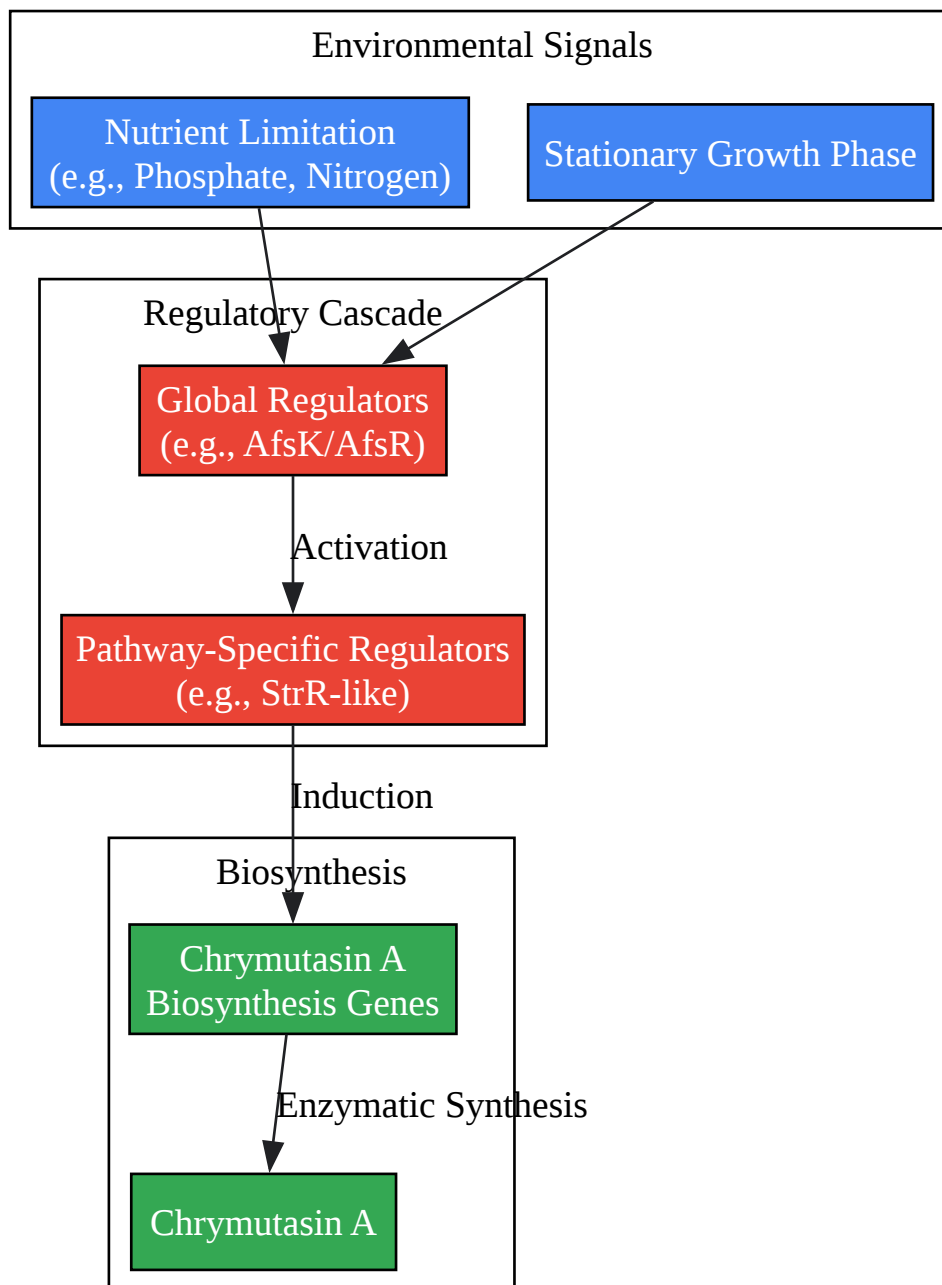 Environmental Signals
Nutrient Limitation
(e.g., Phosphate, Nitrogen)
Stationary Growth Phase
Regulatory Cascade
Global Regulators
(e.g., AfsK/AfsR)
Activation
Pathway-Specific Regulators
(e.g., StrR-like)
Induction
Biosynthesis
Chrymutasin A
Biosynthesis Genes
Enzymatic Synthesis
Chrymutasin A